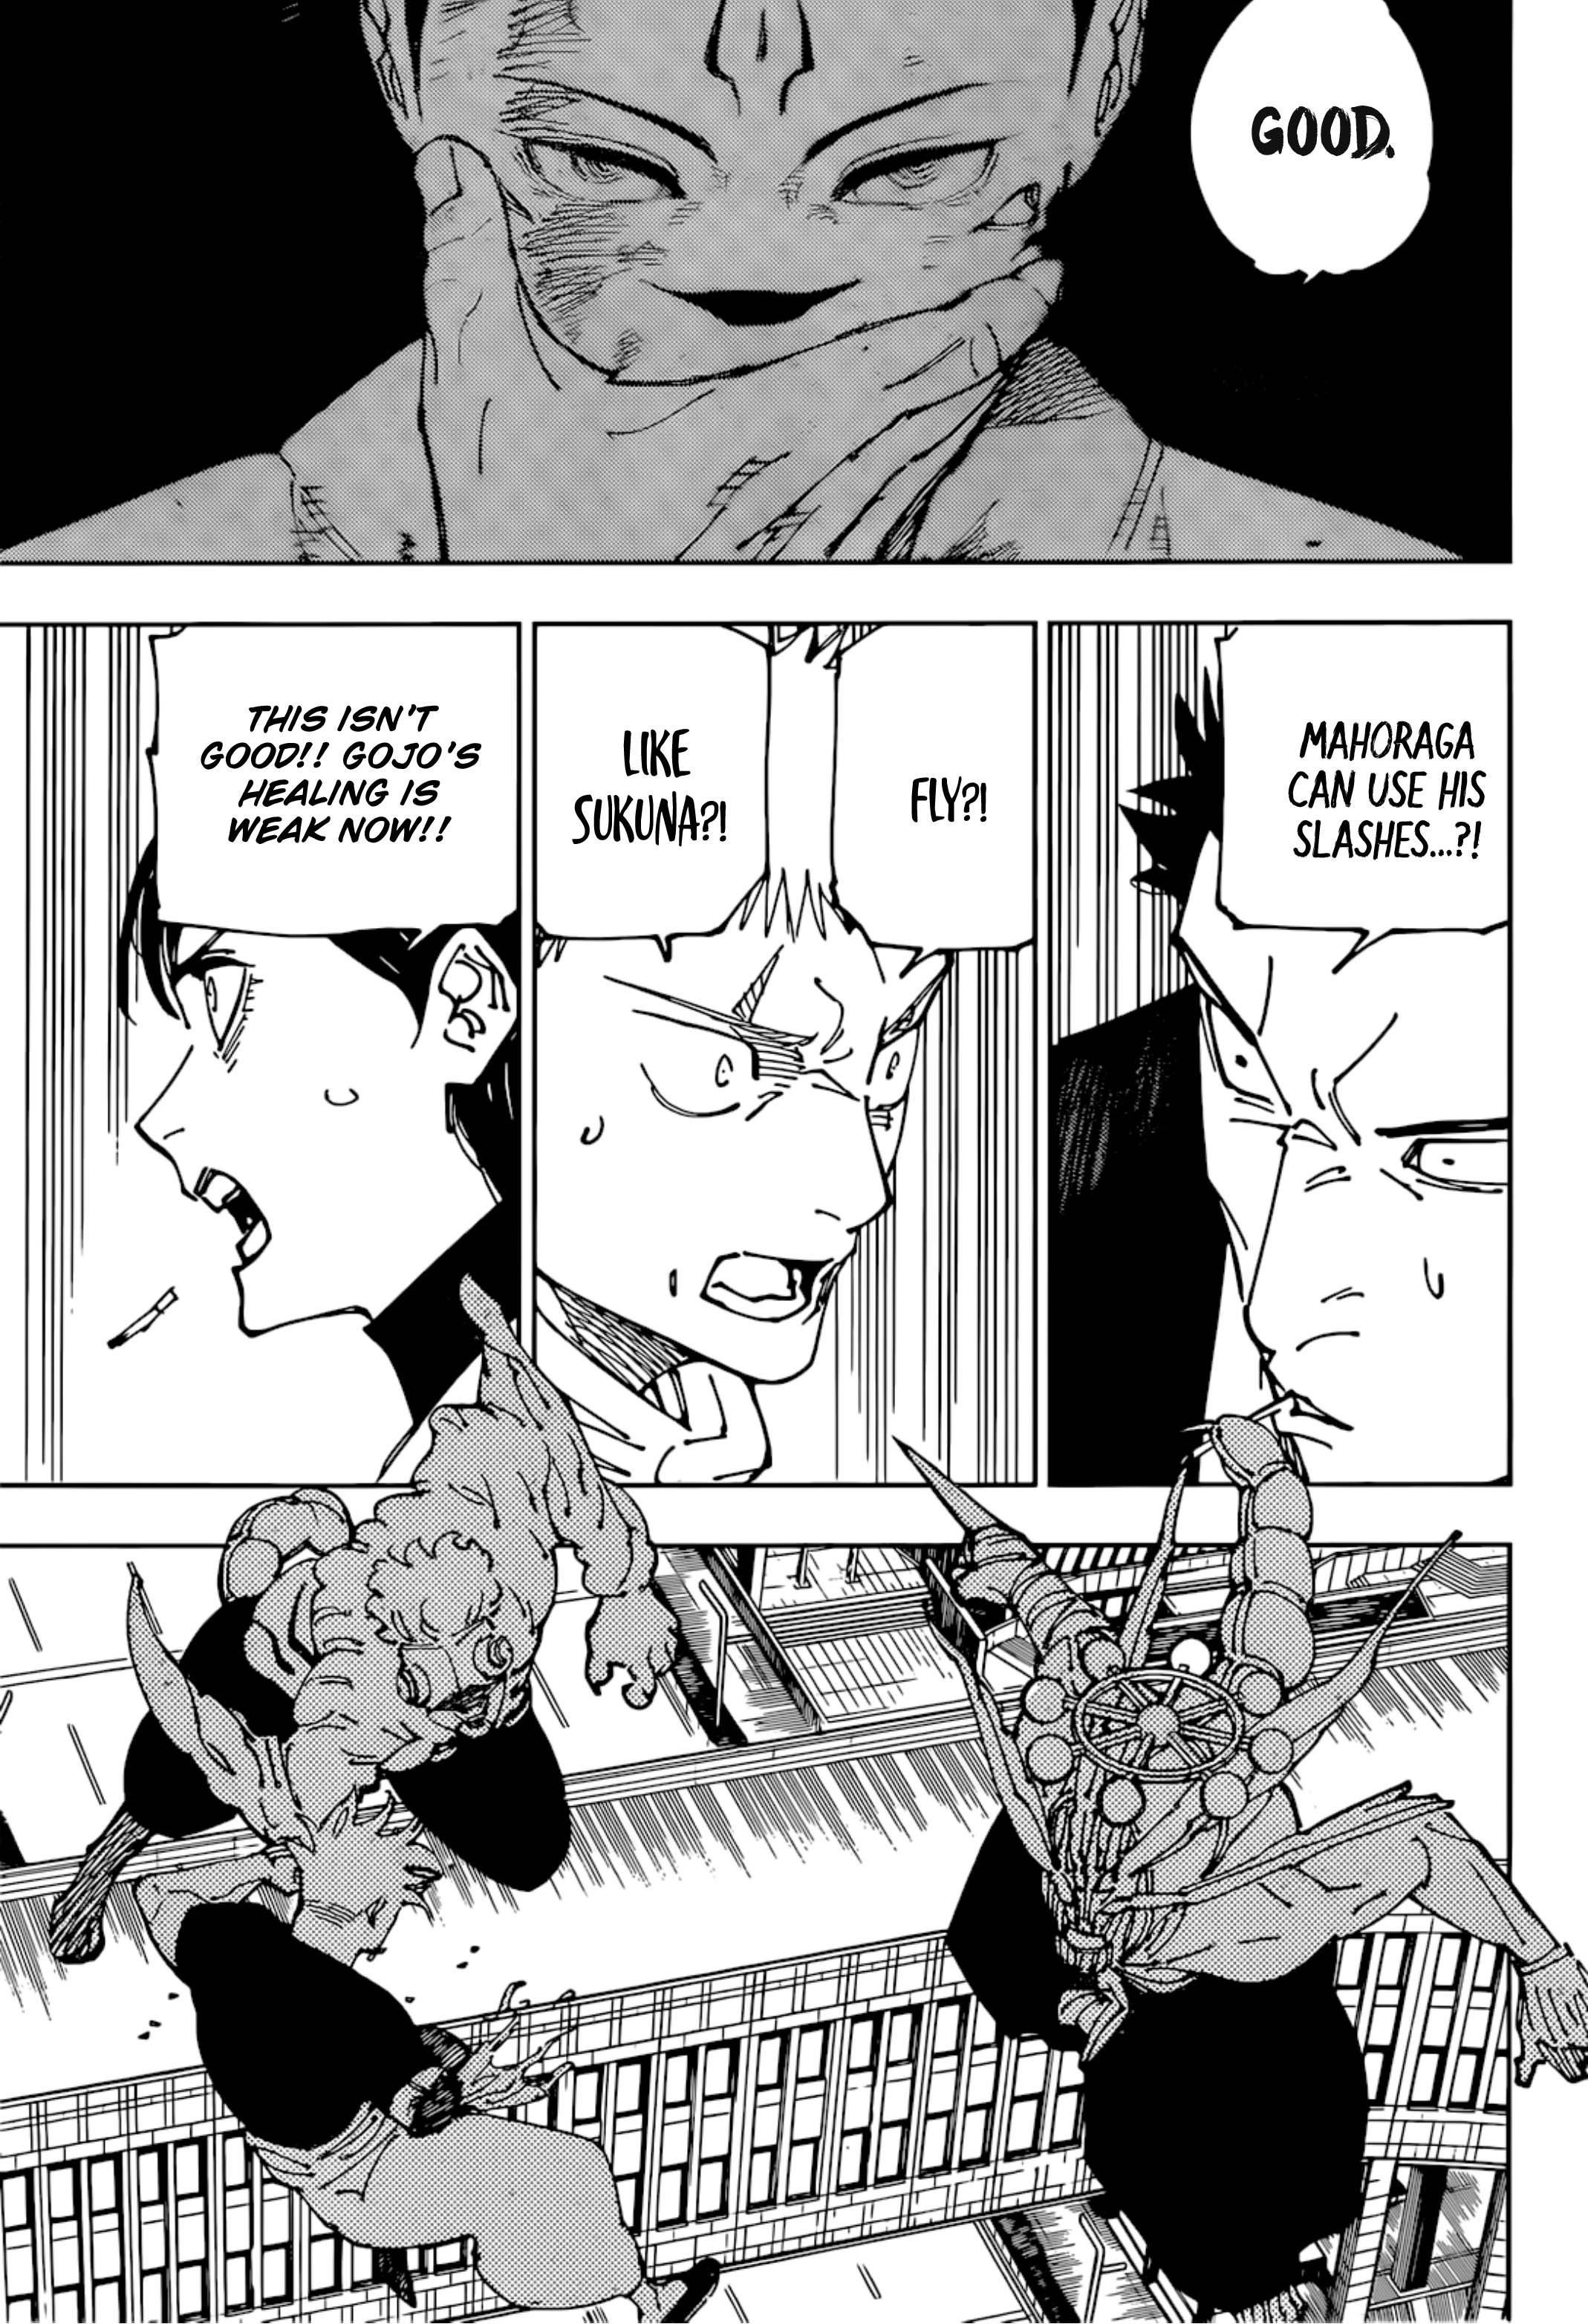 GOOD.
MAHORAGA
CAN USE HIS
SLASHES...?!
FLY?!
LIKE
SUKUNA?!
THIS ISN'T
GOOD!! GOJO'S
HEALING IS
WEAK NOW!!